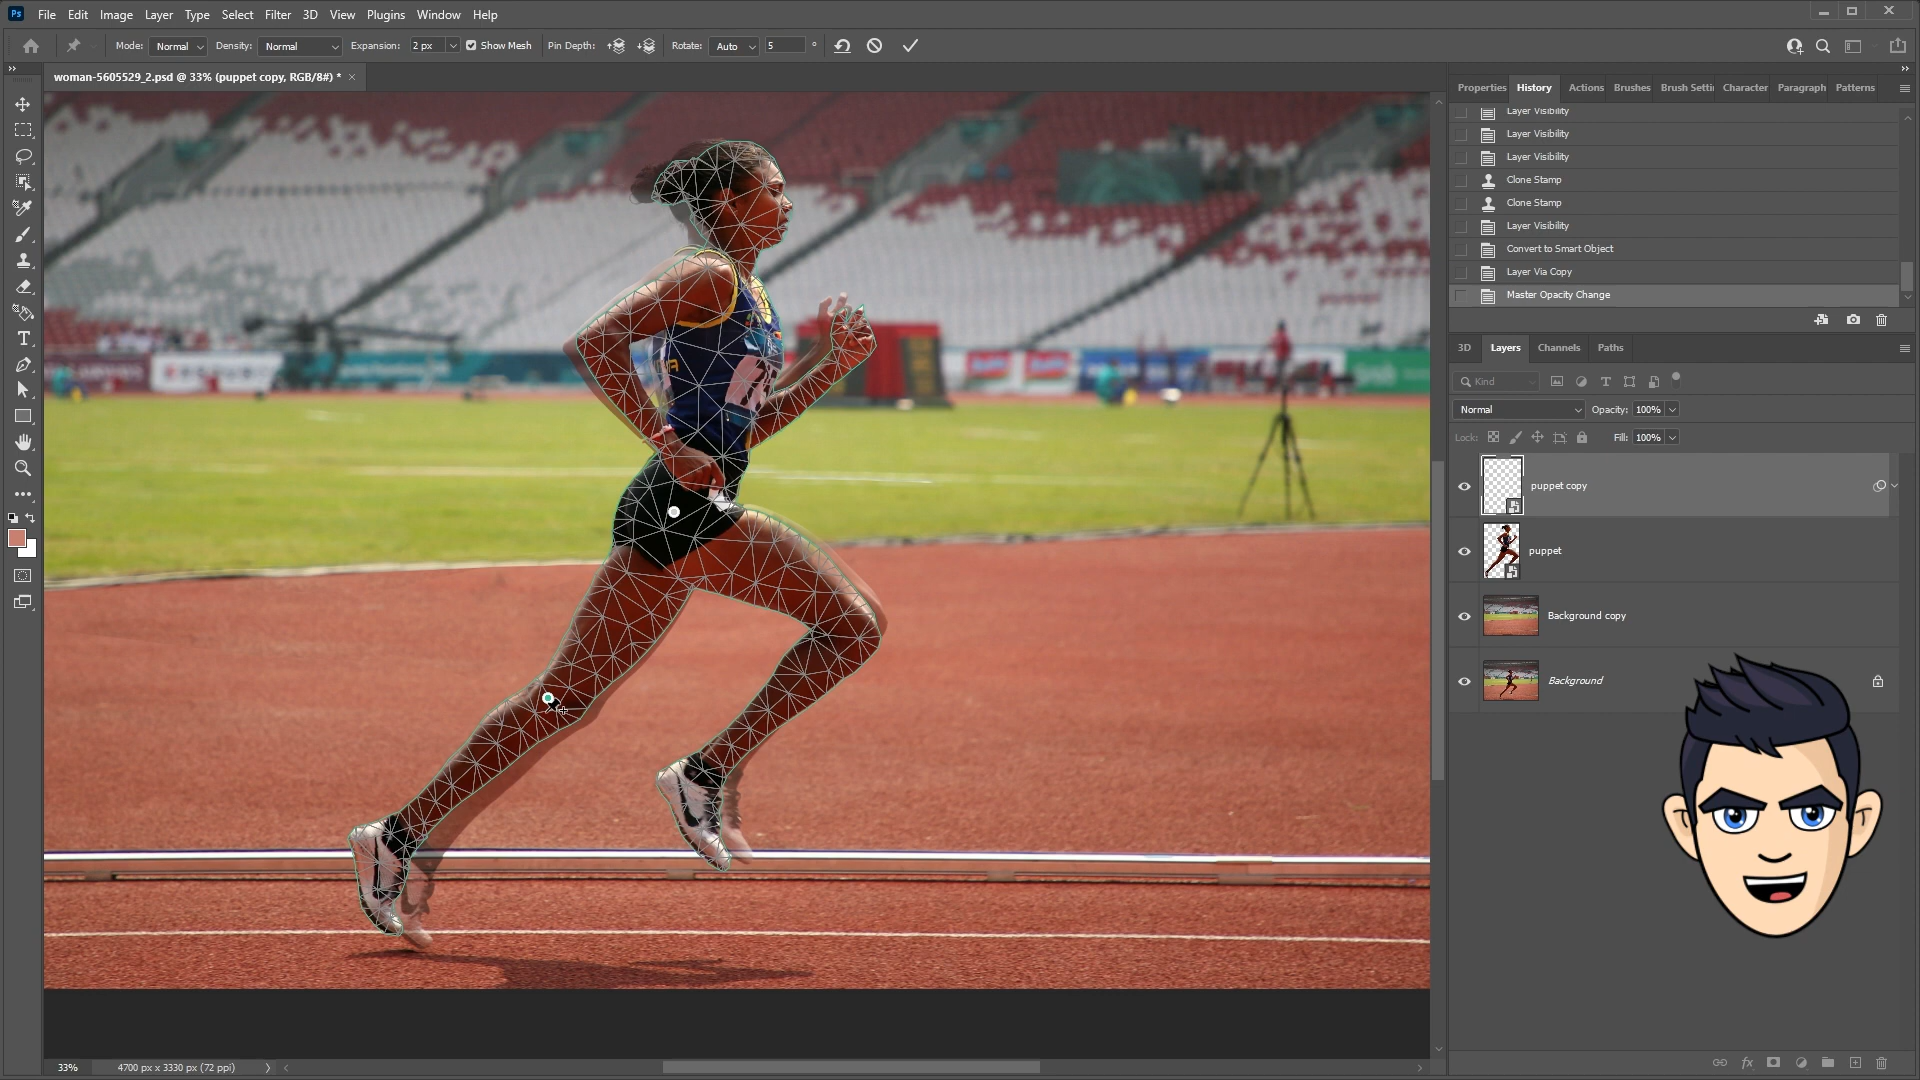 Ps File Edit Image Layer Type Select Filter 3D View Plugins Window Help
Mode: Normal Density: Normal Expansion: 2 px Show Mesh Pin Depth: Rotate: Auto 5 °
woman-5605529_2.psd @ 33% (puppet copy, RGB/8#) *
Properties History Actions Brushes Brush Setti Character Paragraph Patterns
Layer Visibility
Layer Visibility
Layer Visibility
Clone Stamp
Clone Stamp
Layer Visibility
Convert to Smart Object
Layer Via Copy
Master Opacity Change
3D Layers Channels Paths
Kind
Normal Opacity: 100%
Lock: Fill: 100%
puppet copy
puppet
Background copy
Background
33% 4700 px x 3330 px (72 ppi)